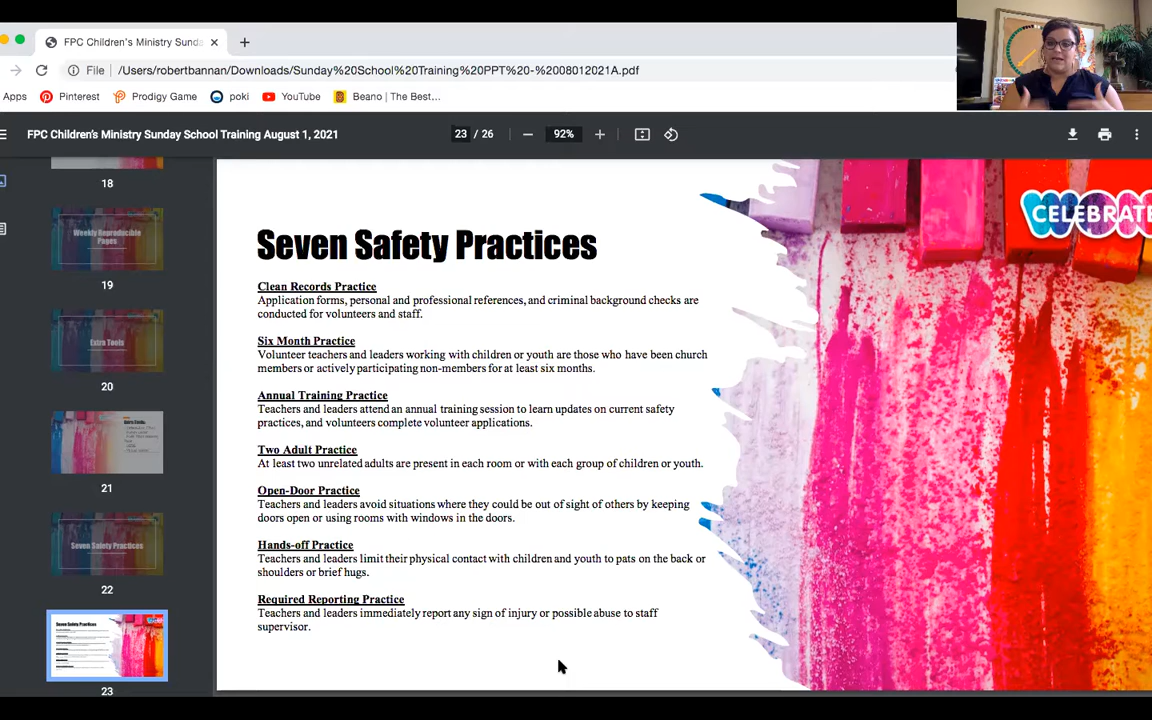 FPC Children's Ministry Sunda
File
/Users/robertbannan/Downloads/Sunday%20School%20Training%20PPT%20-%2008012021A.pdf
Apps
Pinterest
Prodigy Game
poki
YouTube
Beano | The Best...
FPC Children's Ministry Sunday School Training August 1, 2021
23 / 26
92%
18
Weekly Reproducible
Pages
19
Extra Tools
20
21
Seven Safety Practices
22
Seven Safety Practices
23
CELEBRATE
Seven Safety Practices
Clean Records Practice
Application forms, personal and professional references, and criminal background checks are
conducted for volunteers and staff.
Six Month Practice
Volunteer teachers and leaders working with children or youth are those who have been church
members or actively participating non-members for at least six months.
Annual Training Practice
Teachers and leaders attend an annual training session to learn updates on current safety
practices, and volunteers complete volunteer applications.
Two Adult Practice
At least two unrelated adults are present in each room or with each group of children or youth.
Open-Door Practice
Teachers and leaders avoid situations where they could be out of sight of others by keeping
doors open or using rooms with windows in the doors.
Hands-off Practice
Teachers and leaders limit their physical contact with children and youth to pats on the back or
shoulders or brief hugs.
Required Reporting Practice
Teachers and leaders immediately report any sign of injury or possible abuse to staff
supervisor.